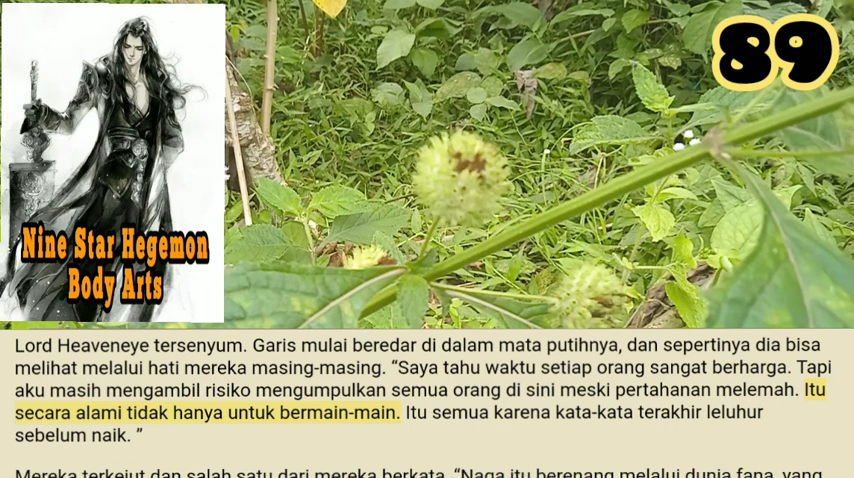 89
Nine Star Hegemon
Body Arts
Lord Heaveneye tersenyum. Garis mulai beredar di dalam mata putihnya, dan sepertinya dia bisa
melihat melalui hati mereka masing-masing. “Saya tahu waktu setiap orang sangat berharga. Tapi
aku masih mengambil risiko mengumpulkan semua orang di sini meski pertahanan melemah. Itu
secara alami tidak hanya untuk bermain-main. Itu semua karena kata-kata terakhir leluhur
sebelum naik. ”
Mereka terkejut dan salah satu dari mereka berkata, “Naga itu berenang melalui dunia fana, yang